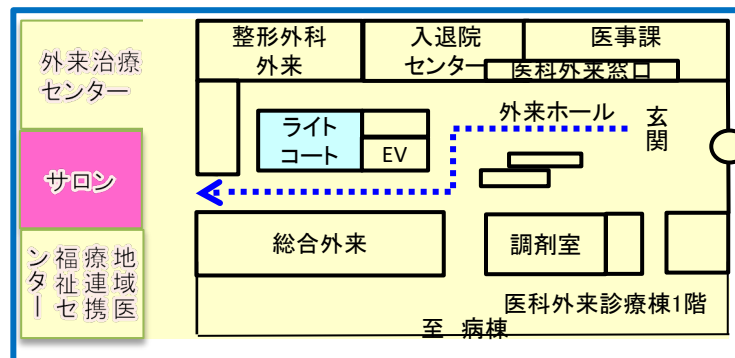 外来治療
センター
サロン
地域医
療連携
福祉セ
ンター
整形外科
外来
入退院
センター
医事課
医科外来窓口
外来ホール
玄
関
ライト
コート
EV
総合外来
調剤室
医科外来診療棟1階
至 病棟